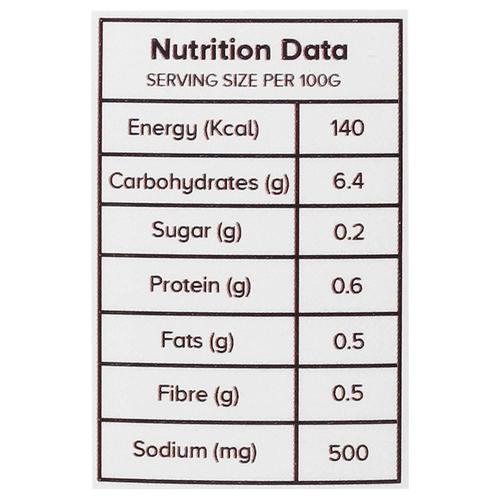 Nutrition Data
SERVING SIZE PER 100G
Energy (Kcal) 140
Carbohydrates (g) 6.4
Sugar (g) 0.2
Protein (g) 0.6
Fats (g) 0.5
Fibre (g) 0.5
Sodium (mg) 500